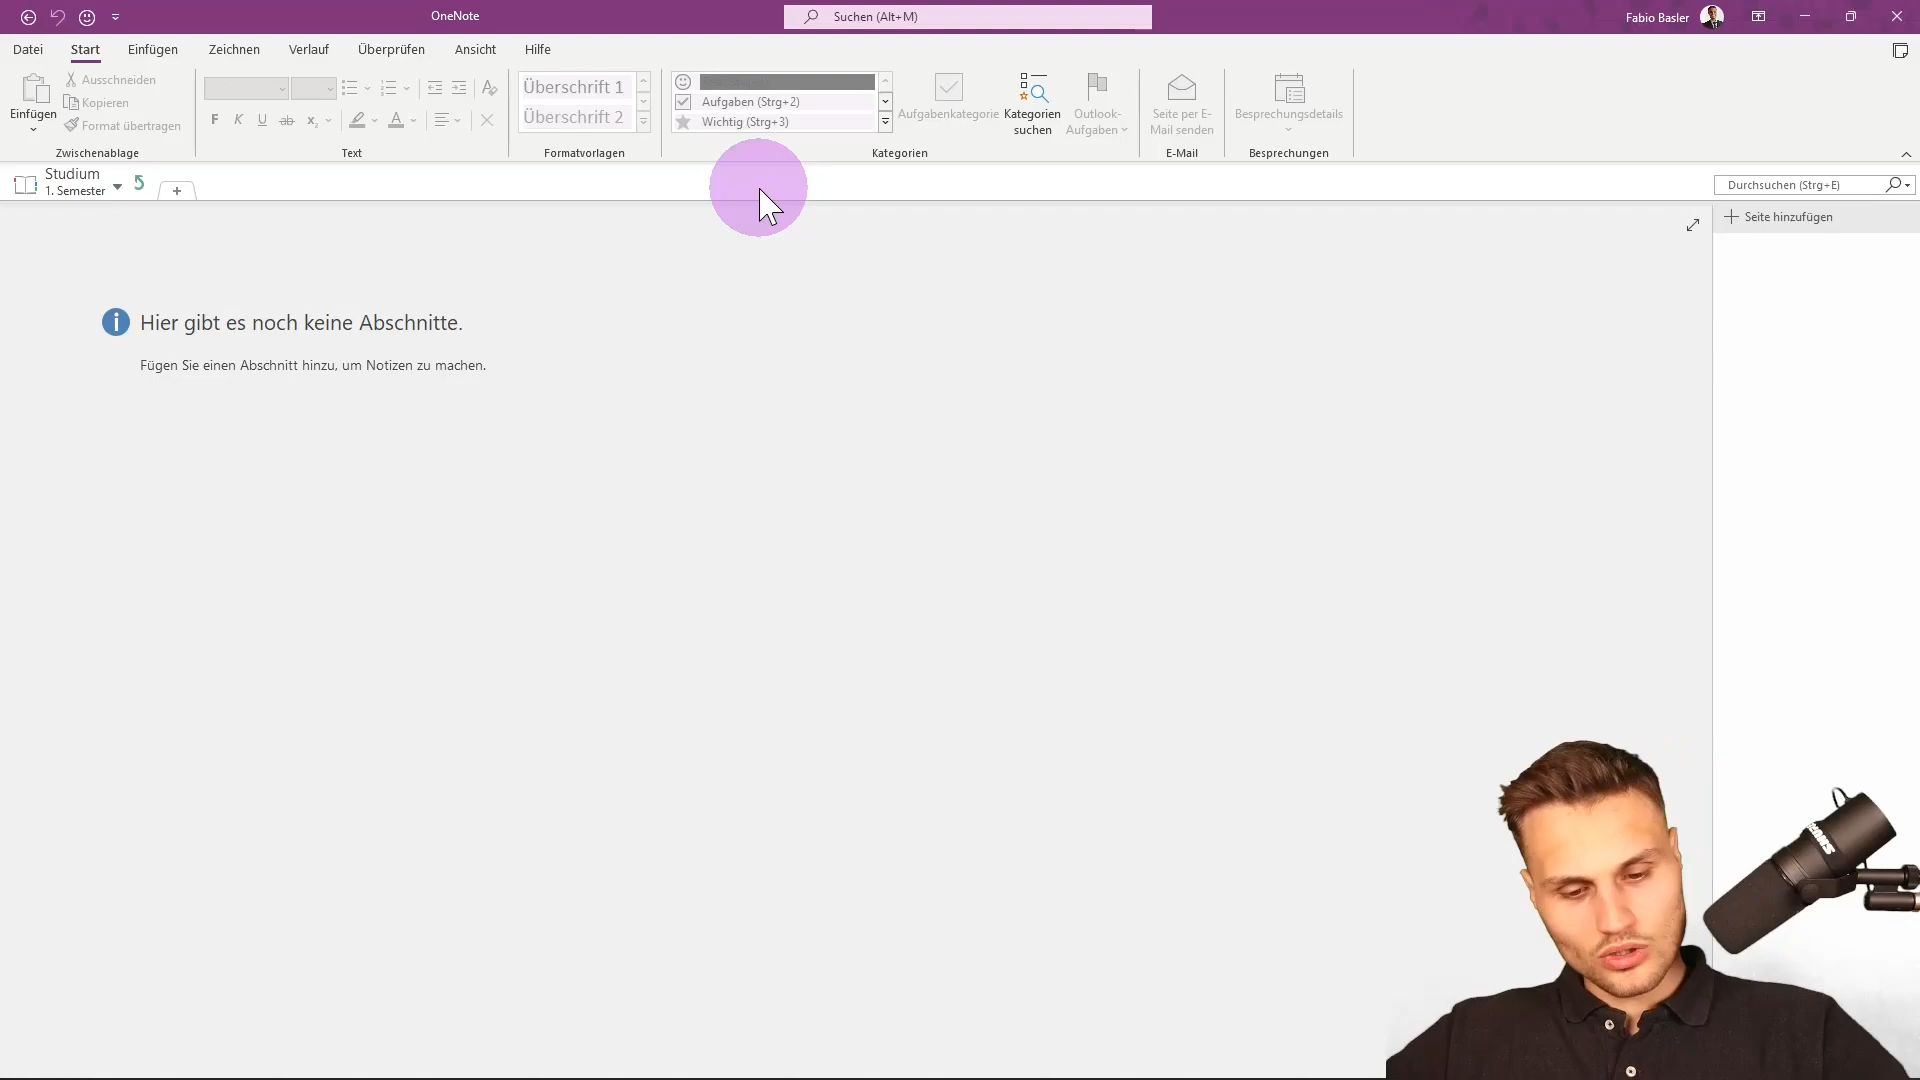 OneNote
Suchen (Alt+M)
Fabio Basler
Datei
Start
Einfügen
Zeichnen
Verlauf
Überprüfen
Ansicht
Hilfe
Einfügen
Ausschneiden
Kopieren
Format übertragen
Zwischenablage
F K U ab x
A
Text
Überschrift 1
Überschrift 2
Formatvorlagen
Aufgaben (Strg+2)
Wichtig (Strg+3)
Aufgabenkategorie
Kategorien
suchen
Outlook-
Aufgaben
Kategorien
Seite per E-
Mail senden
E-Mail
Besprechungsdetails
Besprechungen
Studium
1. Semester
+
Durchsuchen (Strg+E)
Seite hinzufügen
Hier gibt es noch keine Abschnitte.
Fügen Sie einen Abschnitt hinzu, um Notizen zu machen.